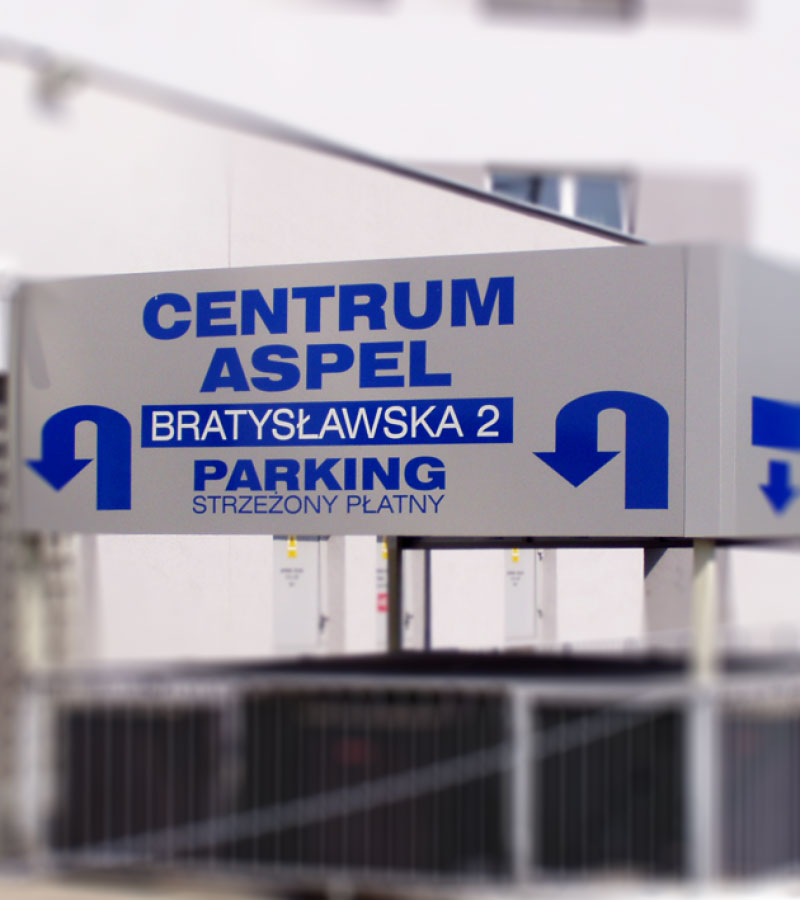 CENTRUM
ASPEL
BRATYSŁAWSKA 2
PARKING
STRZEŻONY PŁATNY